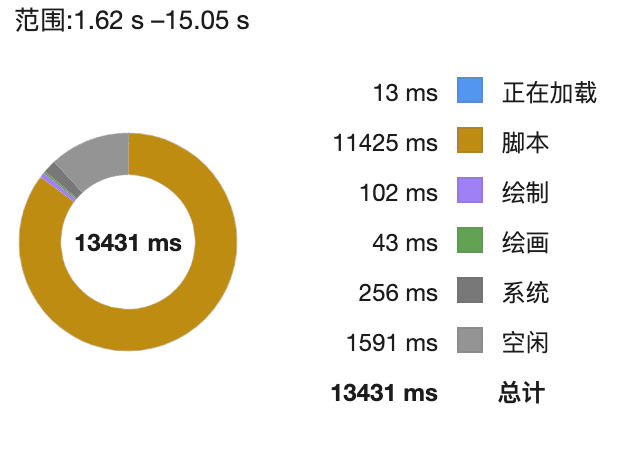 范围:1.62 s –15.05 s
13 ms 正在加载
11425 ms 脚本
102 ms 绘制
13431 ms
43 ms 绘画
256 ms 系统
1591 ms 空闲
13431 ms 总计